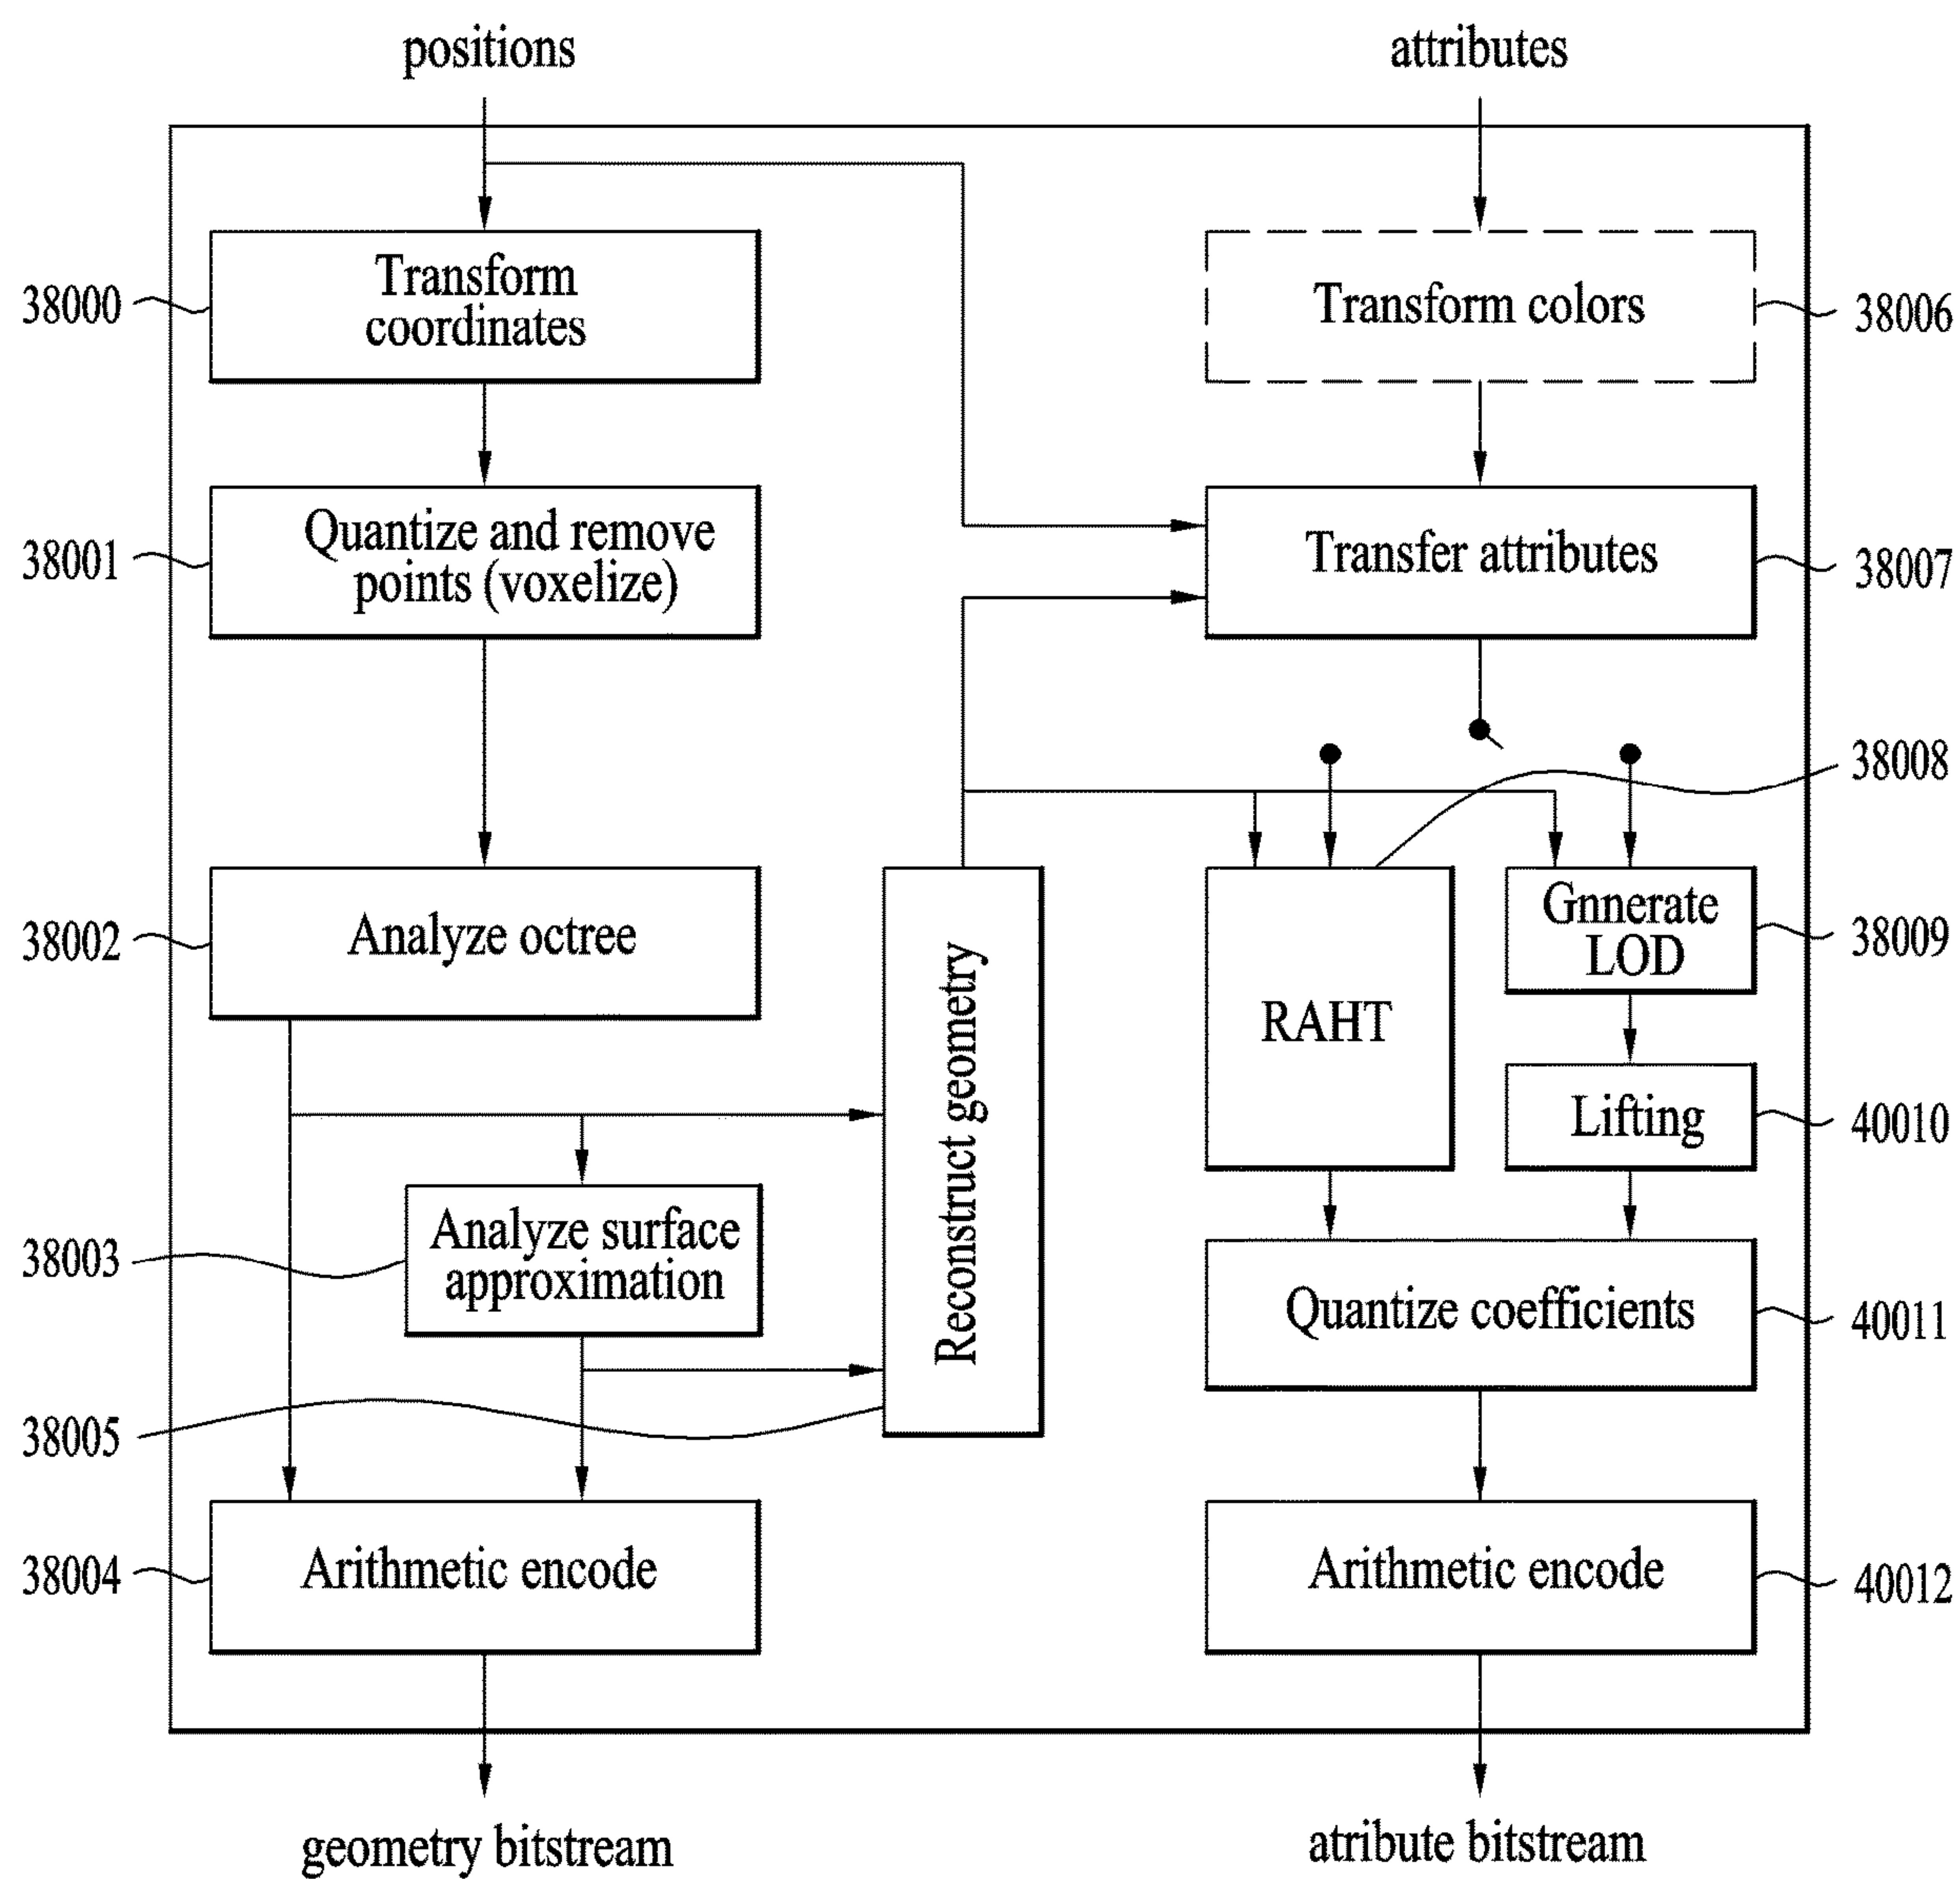 positions
attributes
Transform
coordinates
38000
Transform colors
38006
Quantize and remove
points (voxelize)
38001
Transfer attributes
38007
38008
Analyze octree
38002
Gnnerate
LOD
38009
RAHT
Reconstruct geometry
Lifting
40010
Analyze surface
approximation
38003
Quantize coefficients
40011
38005
Arithmetic encode
38004
Arithmetic encode
40012
geometry bitstream
atribute bitstream